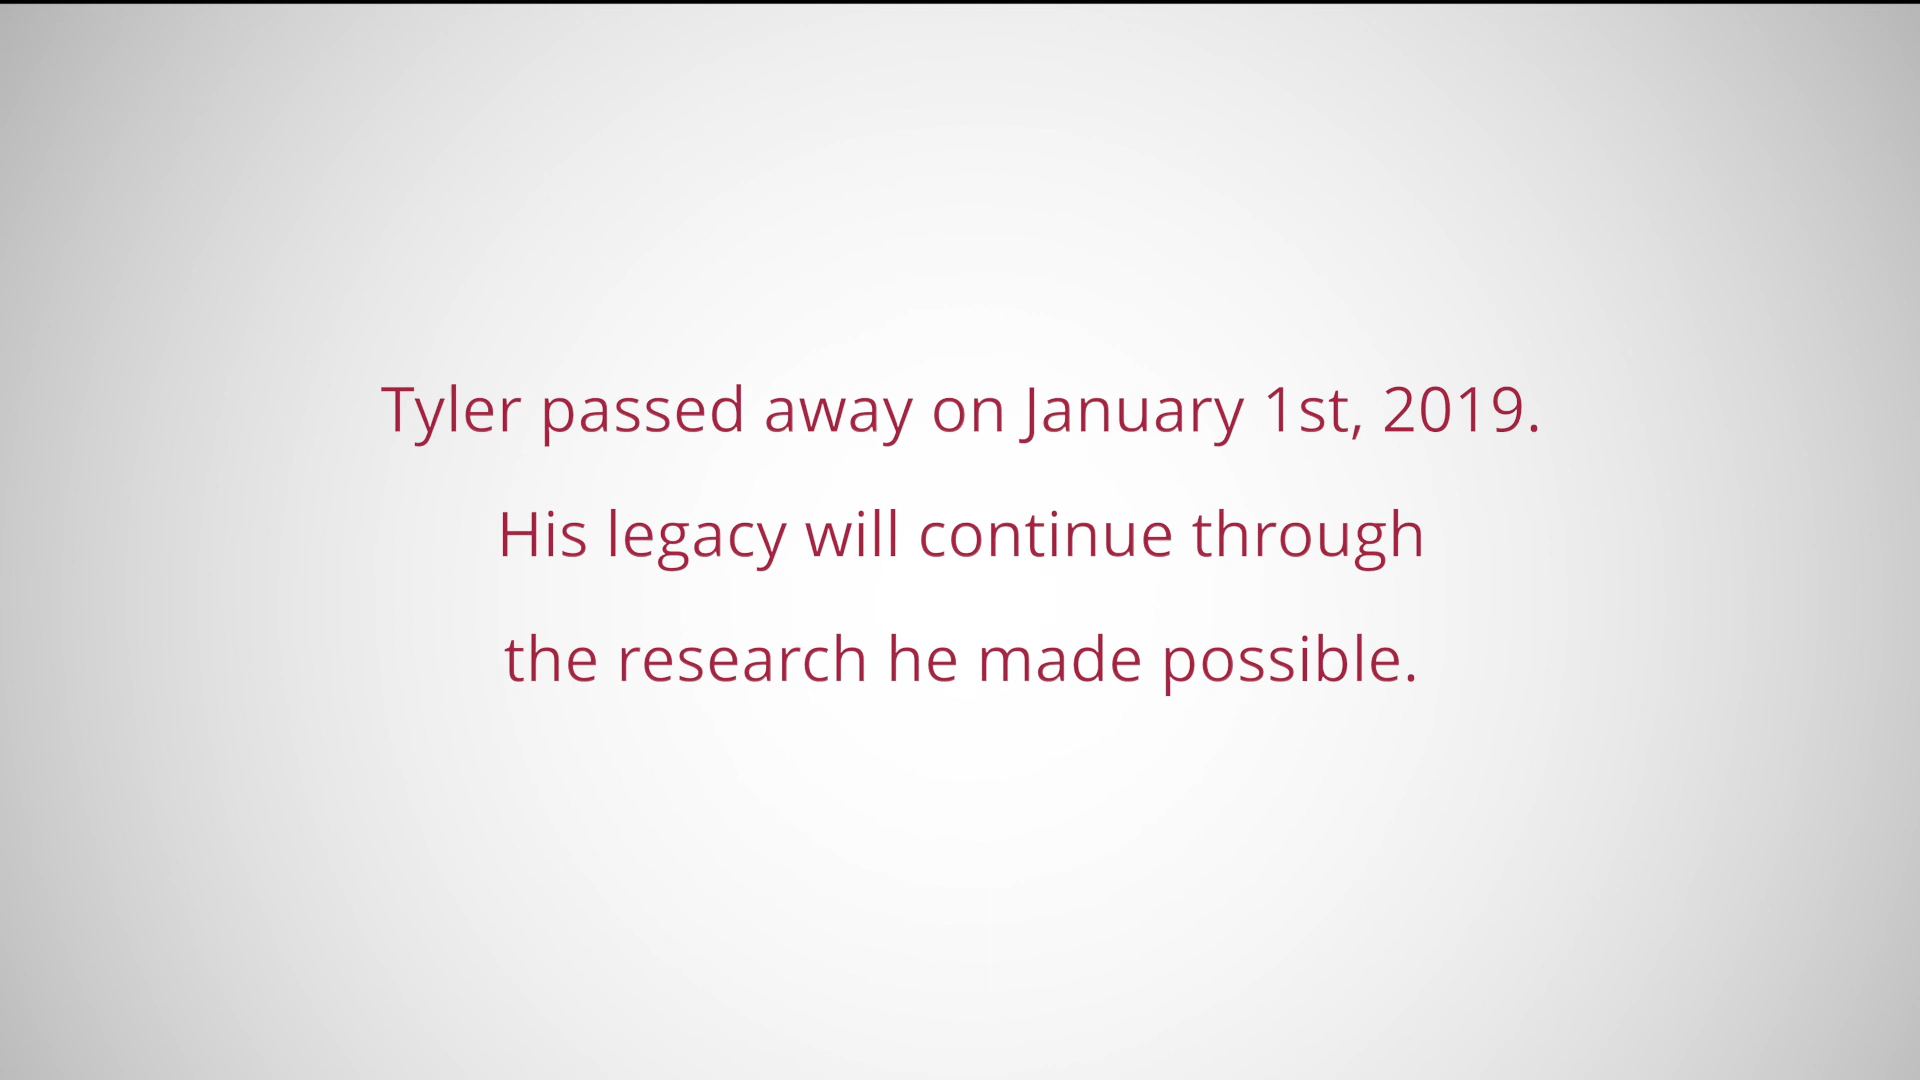 Tyler passed away on January 1st, 2019.
His legacy will continue through
the research he made possible.